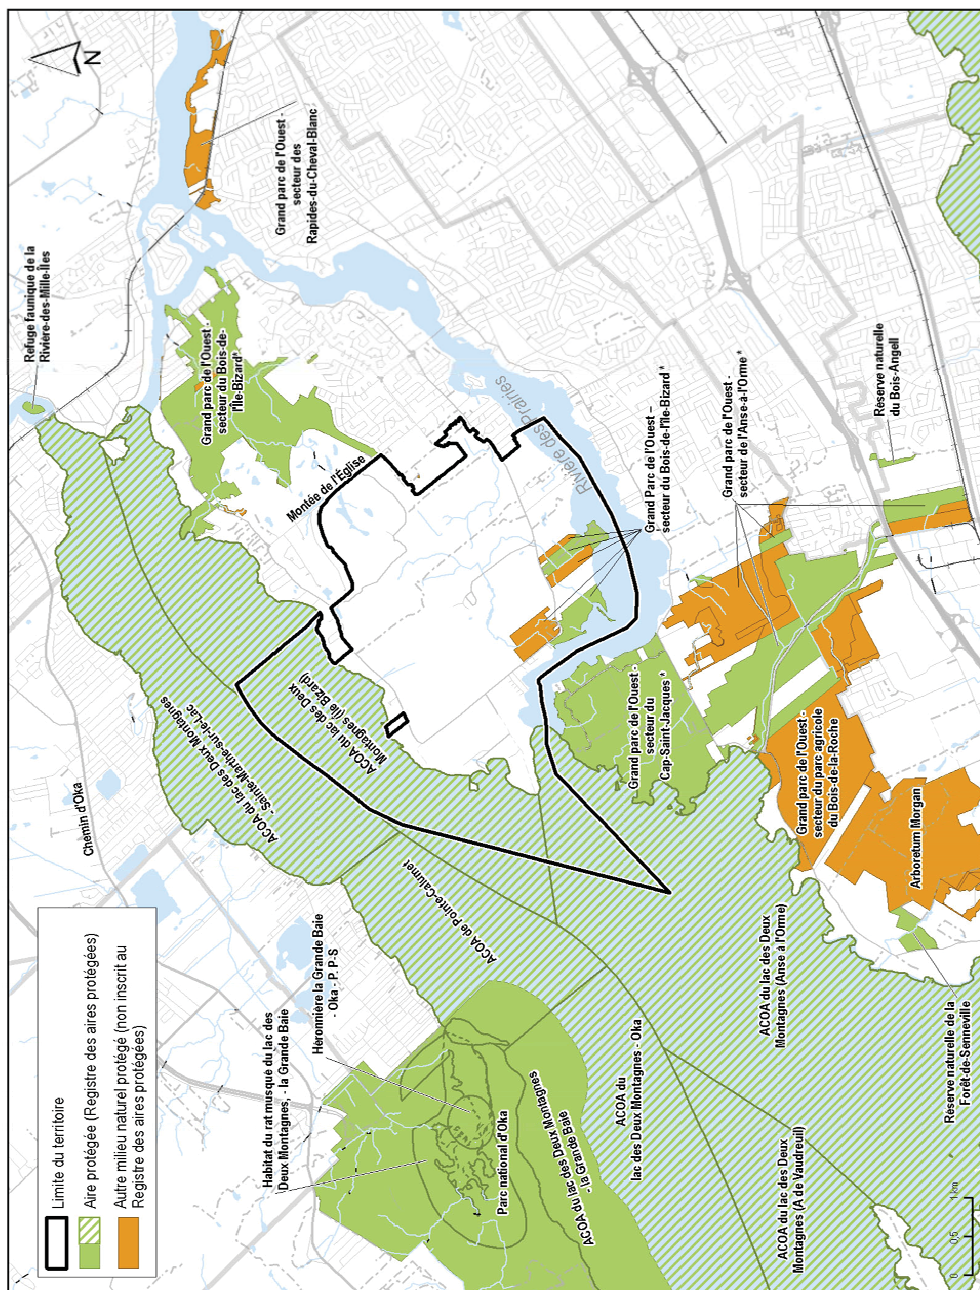 N
Limite du territoire
Aire protégée (Registre des aires protégées)
Autre milieu naturel protégé (non inscrit au
Registre des aires protégées)
Refuge faunique de la
Rivière-des-Mille-Îles
Grand parc de l'Ouest -
secteur des
Rapides-du-Cheval-Blanc
Grand parc de l'Ouest -
secteur du Bois-de-
l'Île-Bizard*
Montée de l'Église
Rivière des Prairies
Chemin d'Oka
ACOA du lac des Deux Montagnes
- Sainte-Marthe-sur-le-Lac
ACOA du lac des Deux
Montagnes (Île Bizard)
ACOA de Pointe-Calumet
Grand Parc de l'Ouest –
secteur du Bois-de-l'Île-Bizard *
Grand parc de l'Ouest -
secteur de l'Anse-à-l'Orme *
Réserve naturelle
du Bois-Angell
Grand parc de l'Ouest -
secteur du
Cap-Saint-Jacques *
Grand parc de l'Ouest -
secteur du parc agricole
du Bois-de-la-Roche
Arboretum Morgan
Réserve naturelle de la
Forêt-de-Senneville
Habitat du rat musqué du lac des
Deux Montagnes, - la Grande Baie
Heronnière la Grande Baie
- Oka - P.P.S
Parc national d'Oka
ACOA du lac des Deux Montagnes
- la Grande Baie
ACOA du
lac des Deux Montagnes - Oka
ACOA du lac des Deux
Montagnes (Anse à l'Orme)
ACOA du lac des Deux
Montagnes (A de Vaudreuil)
0 0,5 1 km